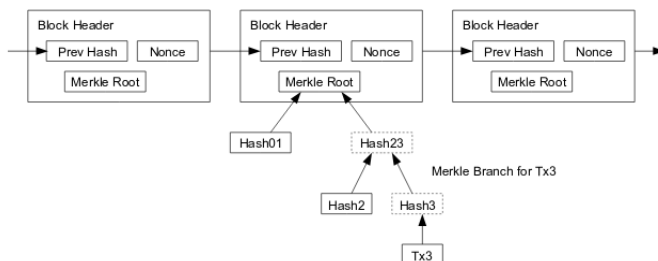 Block Header
Block Header
Block Header
Prev Hash
Nonce
Prev Hash
Nonce
Prev Hash
Nonce
Merkle Root
Merkle Root
Merkle Root
Hash01
Hash23
Merkle Branch for Tx3
Hash2
Hash3
Tx3